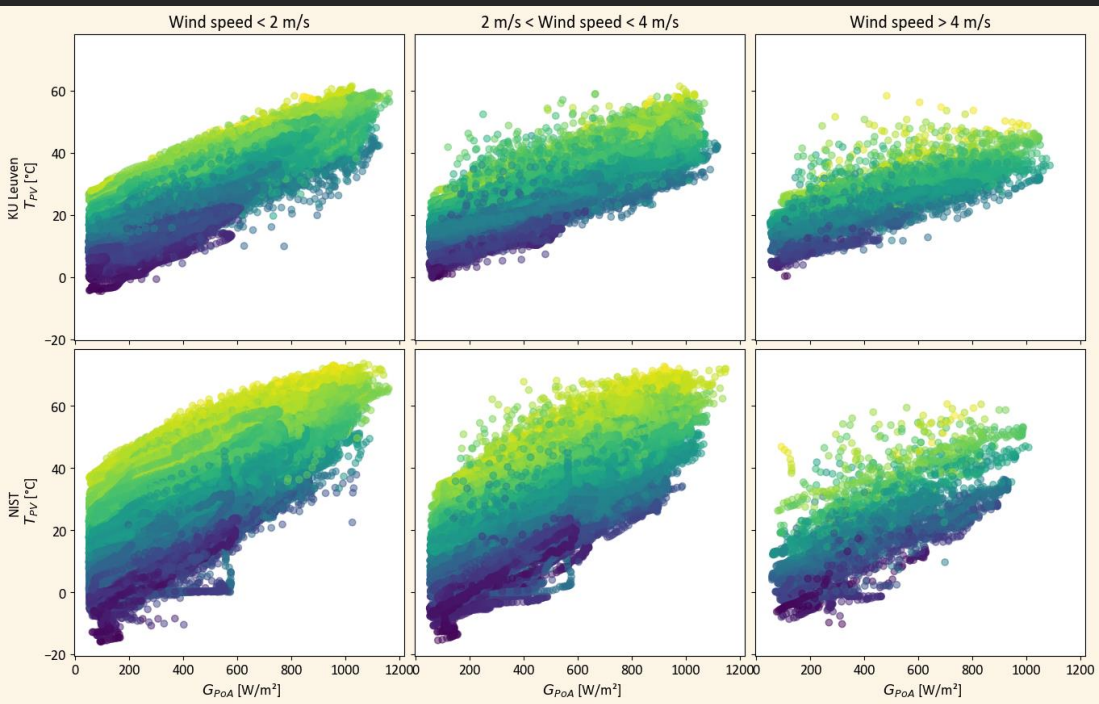 Wind speed < 2 m/s
2 m/s < Wind speed < 4 m/s
Wind speed > 4 m/s
KU Leuven
T_PV [°C]
60
40
20
0
−20
NIST
T_PV [°C]
60
40
20
0
−20
0 200 400 600 800 1000 1200
0 200 400 600 800 1000 1200
200 400 600 800 1000 1200
G_PoA [W/m²]
G_PoA [W/m²]
G_PoA [W/m²]